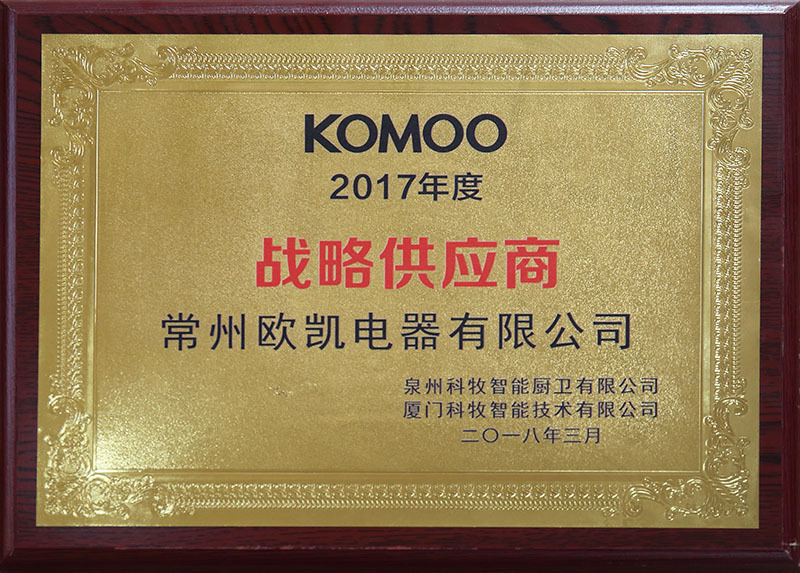 KOMOO
2017年度
战略供应商
常州欧凯电器有限公司
泉州科牧智能厨卫有限公司
厦门科牧智能技术有限公司
二〇一八年三月